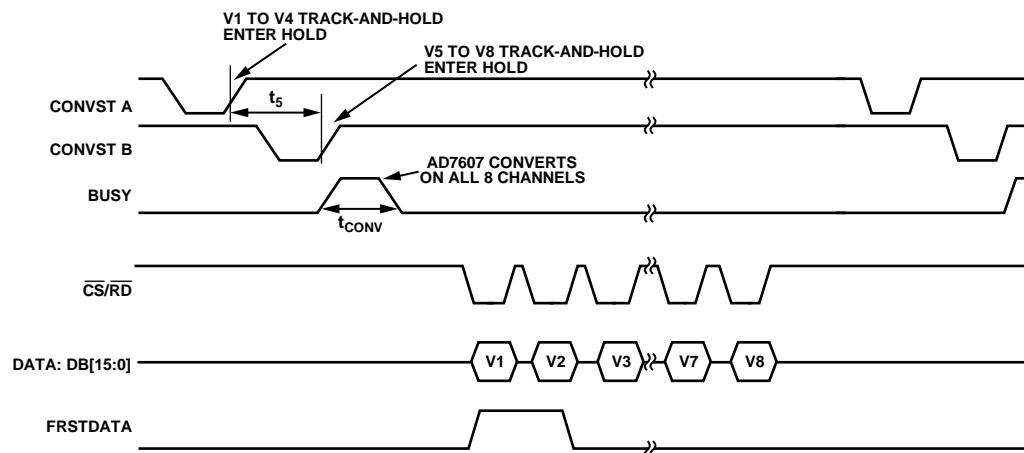 V1 TO V4 TRACK-AND-HOLD
ENTER HOLD
V5 TO V8 TRACK-AND-HOLD
ENTER HOLD
CONVST A
t5
CONVST B
AD7607 CONVERTS
ON ALL 8 CHANNELS
BUSY
tCONV
CS/RD
DATA: DB[15:0]
V1 V2 V3 V7 V8
FRSTDATA